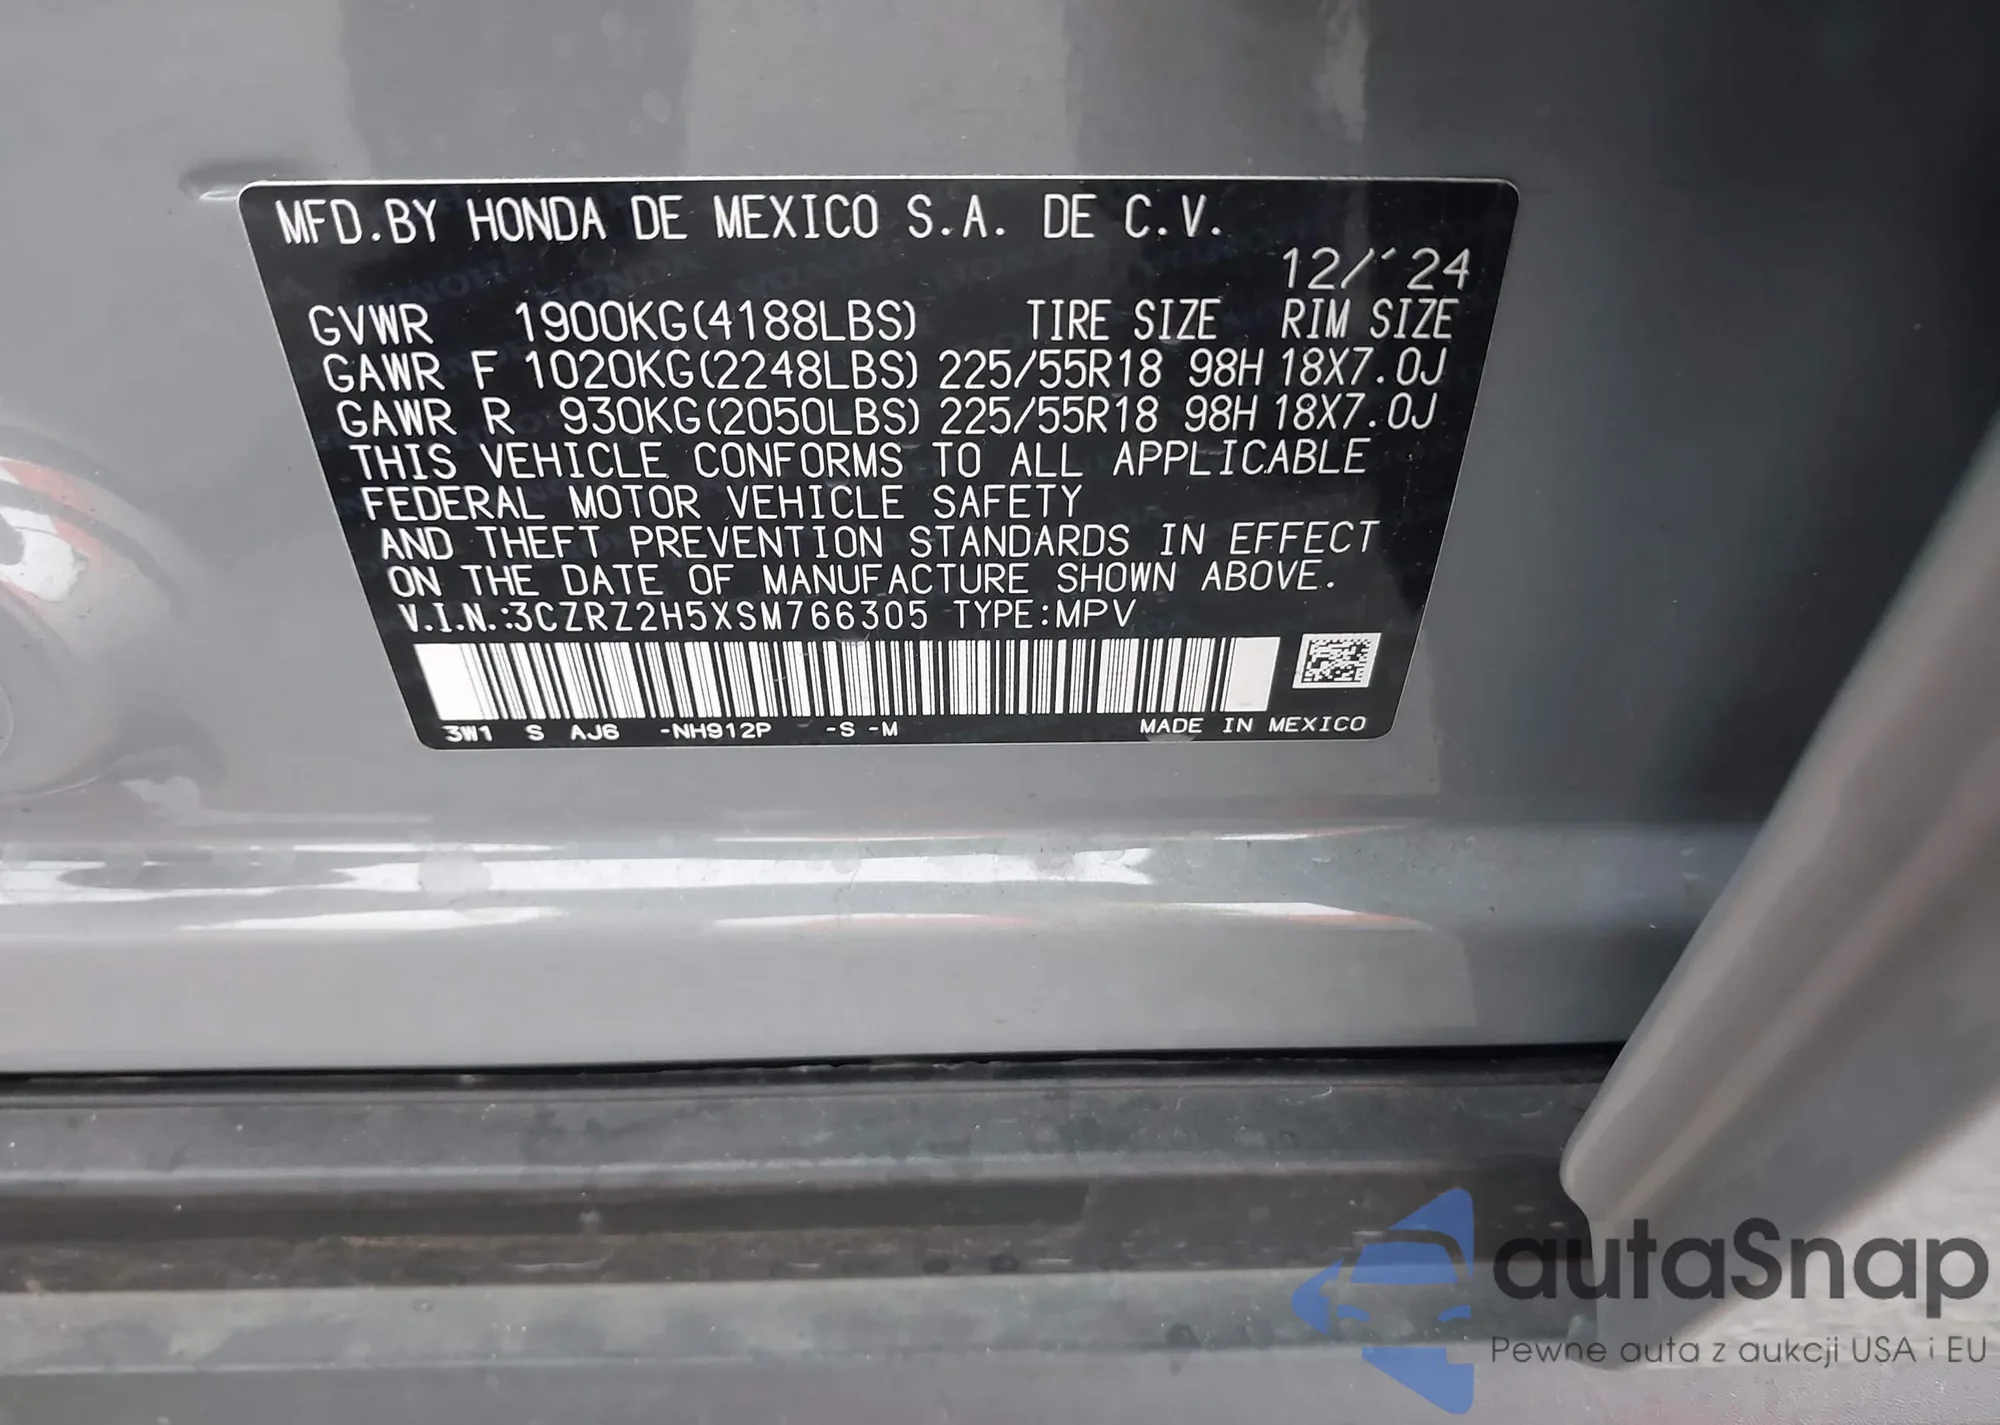 MFD.BY HONDA DE MEXICO S.A. DE C.V.
12/'24
GVWR 1900KG(4188LBS) TIRE SIZE RIM SIZE
GAWR F 1020KG(2248LBS) 225/55R18 98H 18X7.0J
GAWR R 930KG(2050LBS) 225/55R18 98H 18X7.0J
THIS VEHICLE CONFORMS TO ALL APPLICABLE
FEDERAL MOTOR VEHICLE SAFETY
AND THEFT PREVENTION STANDARDS IN EFFECT
ON THE DATE OF MANUFACTURE SHOWN ABOVE.
V.I.N.:3CZRZ2H5XSM766305 TYPE:MPV
3W1 S AJ6 -NH912P -S -M MADE IN MEXICO
autaSnap
Pewne auta z aukcji USA i EU